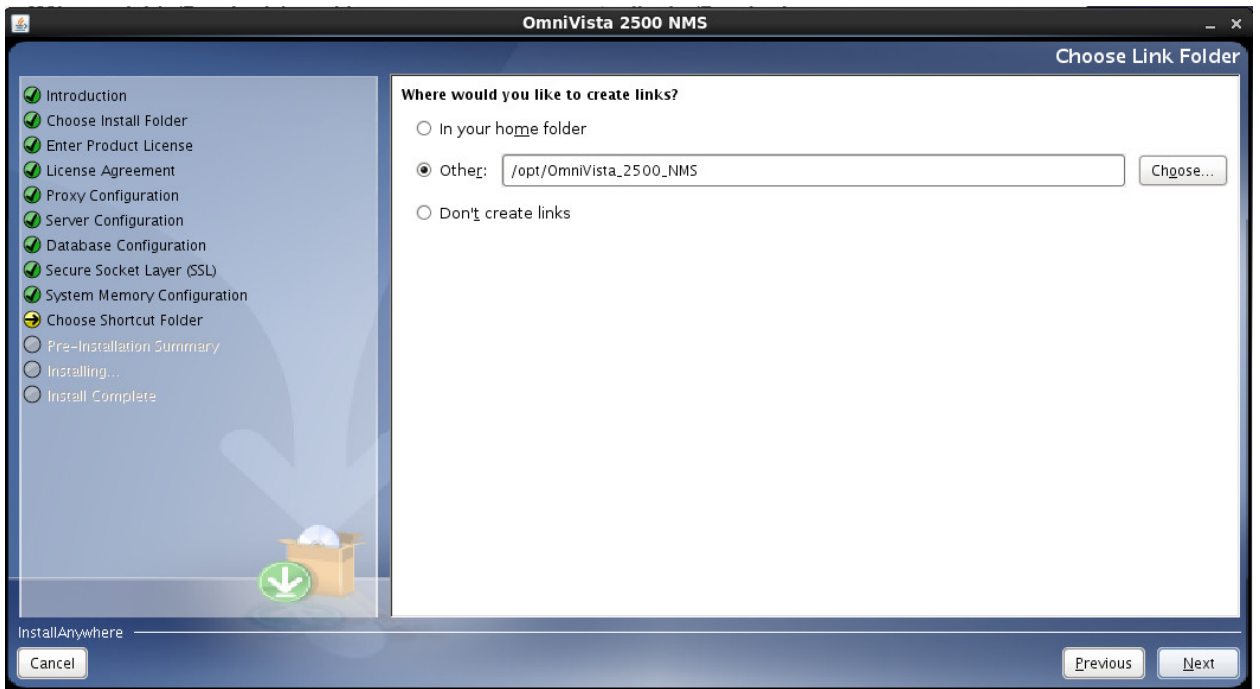 OmniVista 2500 NMS
Choose Link Folder
Introduction
Choose Install Folder
Enter Product License
License Agreement
Proxy Configuration
Server Configuration
Database Configuration
Secure Socket Layer (SSL)
System Memory Configuration
Choose Shortcut Folder
Pre-Installation Summary
Installing...
Install Complete
Where would you like to create links?
In your home folder
Other: /opt/OmniVista_2500_NMS Choose...
Don't create links
InstallAnywhere
Cancel Previous Next